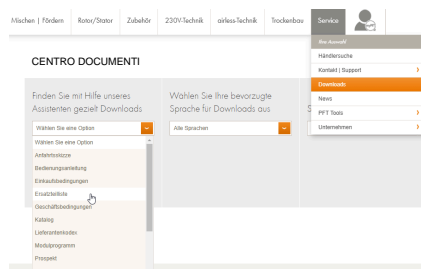 Mischen | Fördern
Rotor/Stator
Zubehör
230V-Technik
airless-Technik
Trockenbau
Service
Ihre Auswahl
Händlersuche
Kontakt | Support
Downloads
News
PFT Tools
Unternehmen
CENTRO DOCUMENTI
Finden Sie mit Hilfe unseres
Assistenten gezielt Downloads
Wählen Sie eine Option
Wählen Sie eine Option
Anfahrtsskizze
Bedienungsanleitung
Einkaufsbedingungen
Ersatzteilliste
Geschäftsbedingungen
Katalog
Lieferantenkodex
Modulprogramm
Prospekt
Wählen Sie Ihre bevorzugte
Sprache für Downloads aus
Alle Sprachen
S